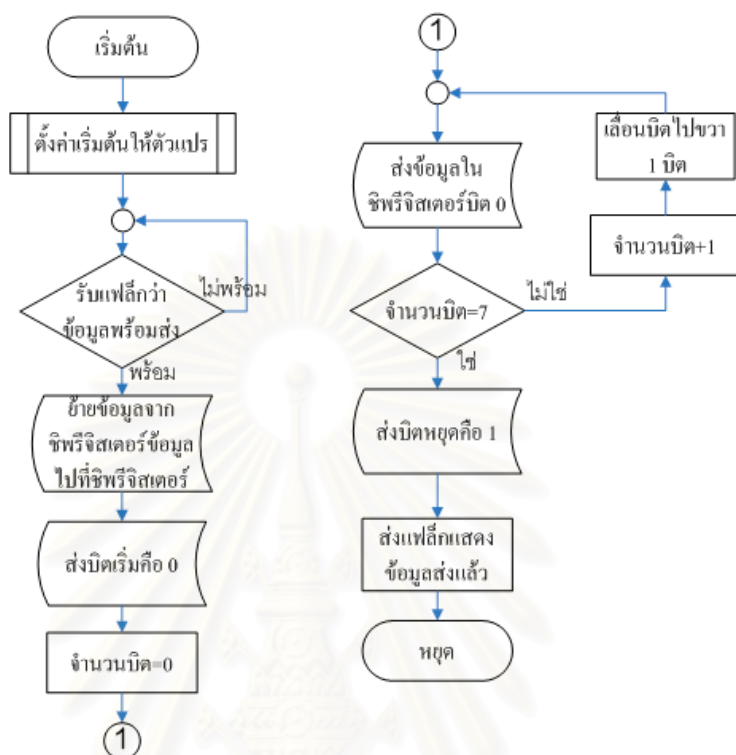 เริ่มต้น
ตั้งค่าเริ่มต้นให้ตัวแปร
รับแฟล็กว่า
ข้อมูลพร้อมส่ง
ไม่พร้อม
พร้อม
ย้ายข้อมูลจาก
ชิพรีจิสเตอร์ข้อมูล
ไปที่ชิพรีจิสเตอร์
ส่งบิตเริ่มคือ 0
จำนวนบิต=0
1
1
ส่งข้อมูลใน
ชิพรีจิสเตอร์บิต 0
จำนวนบิต=7
ไม่ใช่
จำนวนบิต+1
เลื่อนบิตไปขวา
1 บิต
ใช่
ส่งบิตหยุดคือ 1
ส่งแฟล็กแสดง
ข้อมูลส่งแล้ว
หยุด